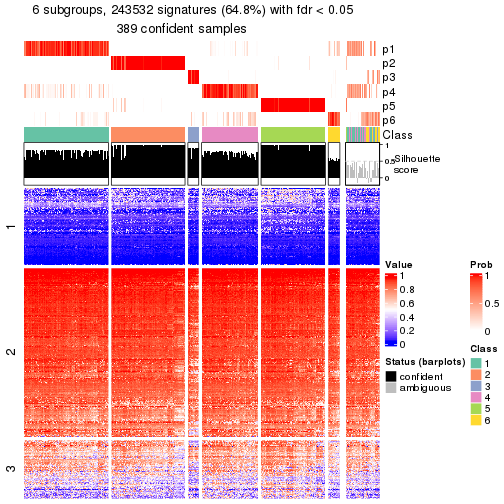 6 subgroups, 243532 signatures (64.8%) with fdr < 0.05
389 confident samples
p1
p2
p3
p4
p5
p6
Class
1
0.5
0
Silhouette
score
1
2
3
Value
1
0.8
0.6
0.4
0.2
0
Prob
1
0.5
0
Status (barplots)
confident
ambiguous
Class
1
2
3
4
5
6